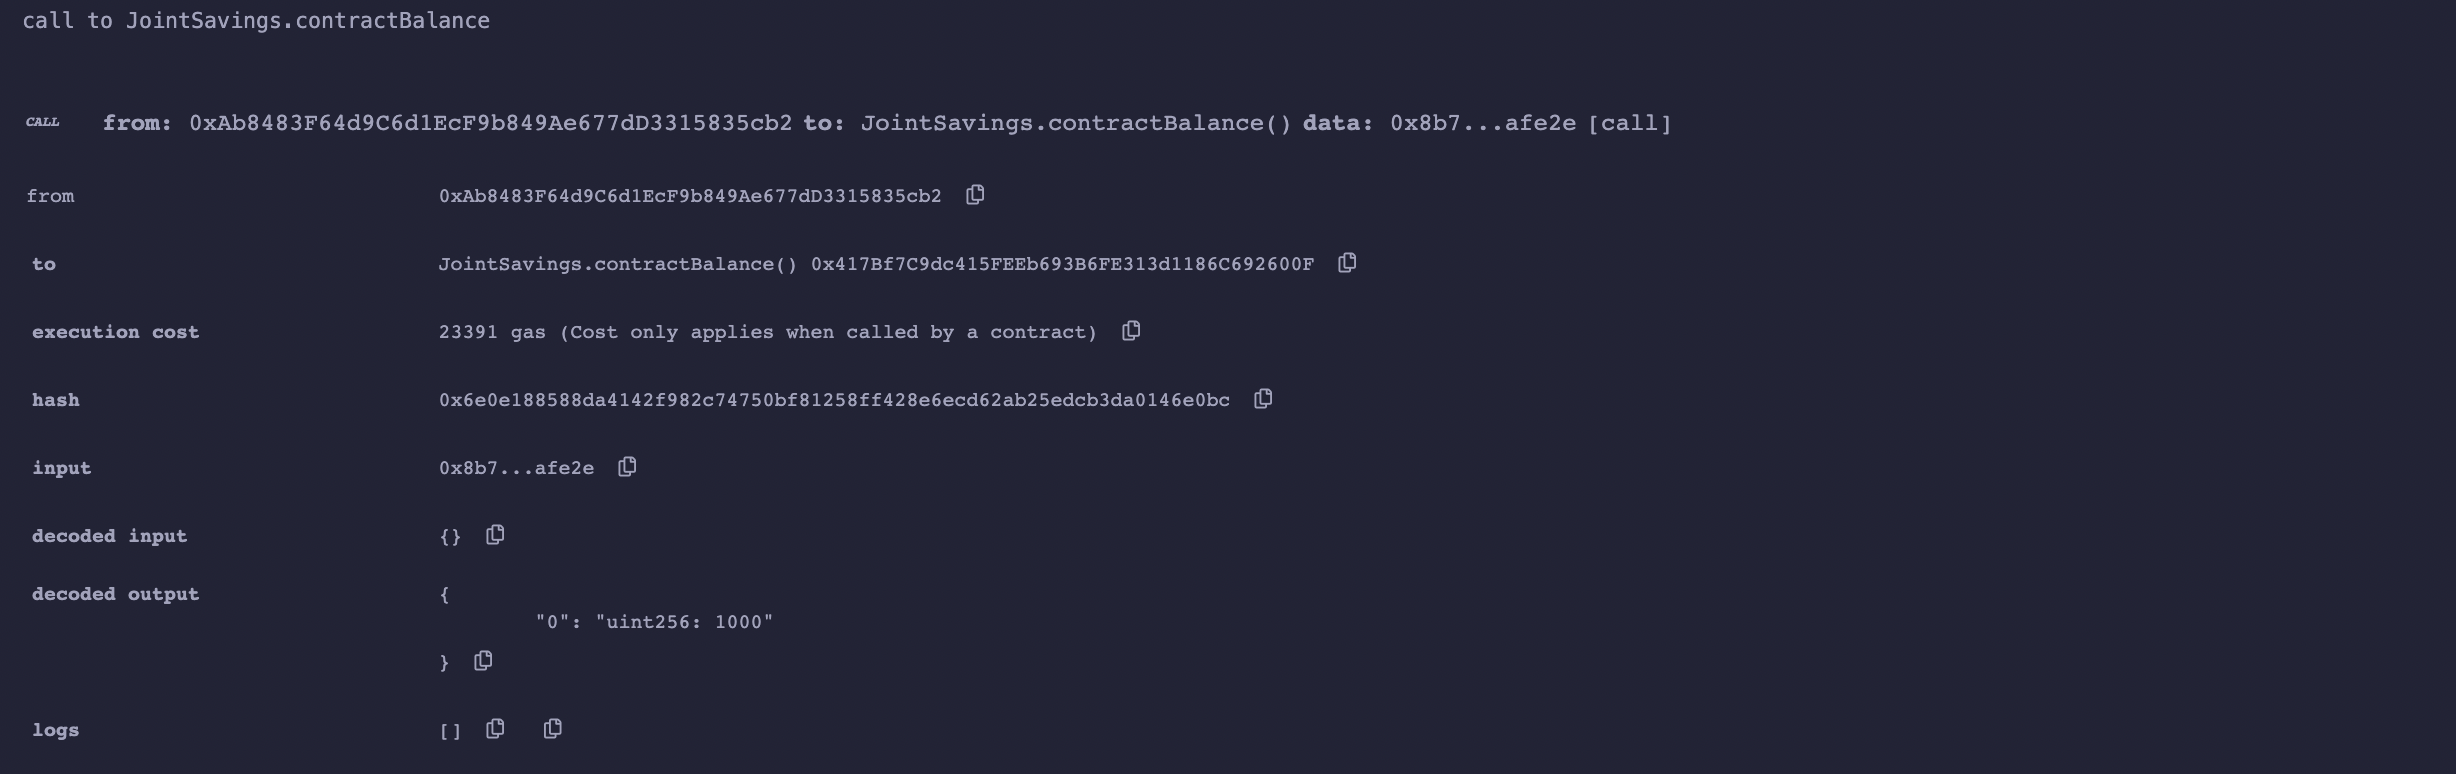 call to JointSavings.contractBalance
CALL from: 0xAb8483F64d9C6d1EcF9b849Ae677dD3315835cb2 to: JointSavings.contractBalance() data: 0x8b7...afe2e [call]
from 0xAb8483F64d9C6d1EcF9b849Ae677dD3315835cb2
to JointSavings.contractBalance() 0x417Bf7C9dc415FEEb693B6FE313d1186C692600F
execution cost 23391 gas (Cost only applies when called by a contract)
hash 0x6e0e188588da4142f982c74750bf81258ff428e6ecd62ab25edcb3da0146e0bc
input 0x8b7...afe2e
decoded input {}
decoded output {
"0": "uint256: 1000"
}
logs []